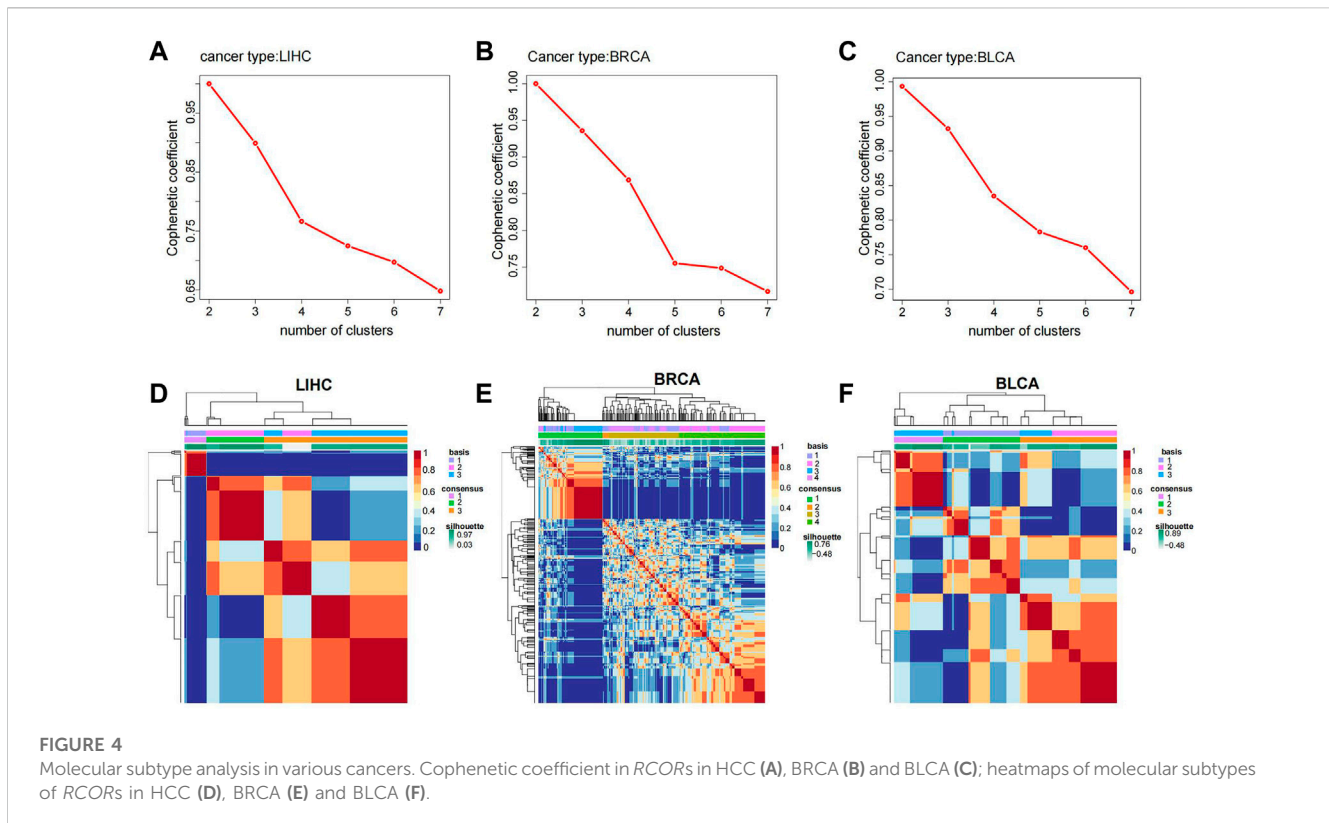 A
cancer type:LIHC
Cophenetic coefficient
0.65
0.75
0.85
0.95
2
3
4
5
6
7
number of clusters
B
Cancer type:BRCA
Cophenetic coefficient
0.75
0.80
0.85
0.90
0.95
1.00
2
3
4
5
6
7
number of clusters
C
Cancer type:BLCA
Cophenetic coefficient
0.70
0.75
0.80
0.85
0.90
0.95
1.00
2
3
4
5
6
7
number of clusters
D
LIHC
1
0.8
0.6
0.4
0.2
0
basis
1
2
3
consensus
1
2
3
silhouette
0.97
0.03
E
BRCA
1
0.8
0.6
0.4
0.2
0
basis
1
2
3
4
consensus
1
2
3
4
silhouette
0.76
−0.48
F
BLCA
1
0.8
0.6
0.4
0.2
0
basis
1
2
3
consensus
1
2
3
silhouette
0.89
−0.48
FIGURE 4
Molecular subtype analysis in various cancers. Cophenetic coefficient in RCORs in HCC (A), BRCA (B) and BLCA (C); heatmaps of molecular subtypes
of RCORs in HCC (D), BRCA (E) and BLCA (F).